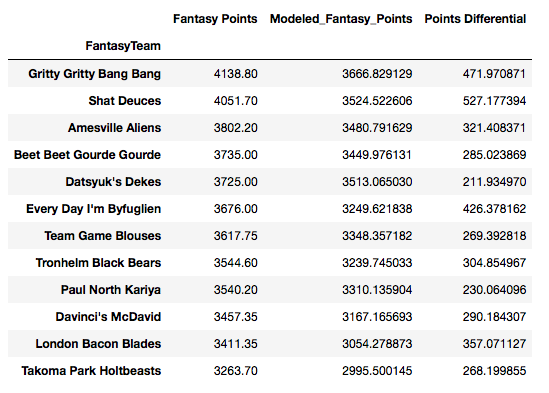 Fantasy Points Modeled_Fantasy_Points Points Differential
FantasyTeam
Gritty Gritty Bang Bang 4138.80 3666.829129 471.970871
Shat Deuces 4051.70 3524.522606 527.177394
Amesville Aliens 3802.20 3480.791629 321.408371
Beet Beet Gourde Gourde 3735.00 3449.976131 285.023869
Datsyuk's Dekes 3725.00 3513.065030 211.934970
Every Day I'm Byfuglien 3676.00 3249.621838 426.378162
Team Game Blouses 3617.75 3348.357182 269.392818
Tronhelm Black Bears 3544.60 3239.745033 304.854967
Paul North Kariya 3540.20 3310.135904 230.064096
Davinci's McDavid 3457.35 3167.165693 290.184307
London Bacon Blades 3411.35 3054.278873 357.071127
Takoma Park Holtbeasts 3263.70 2995.500145 268.199855